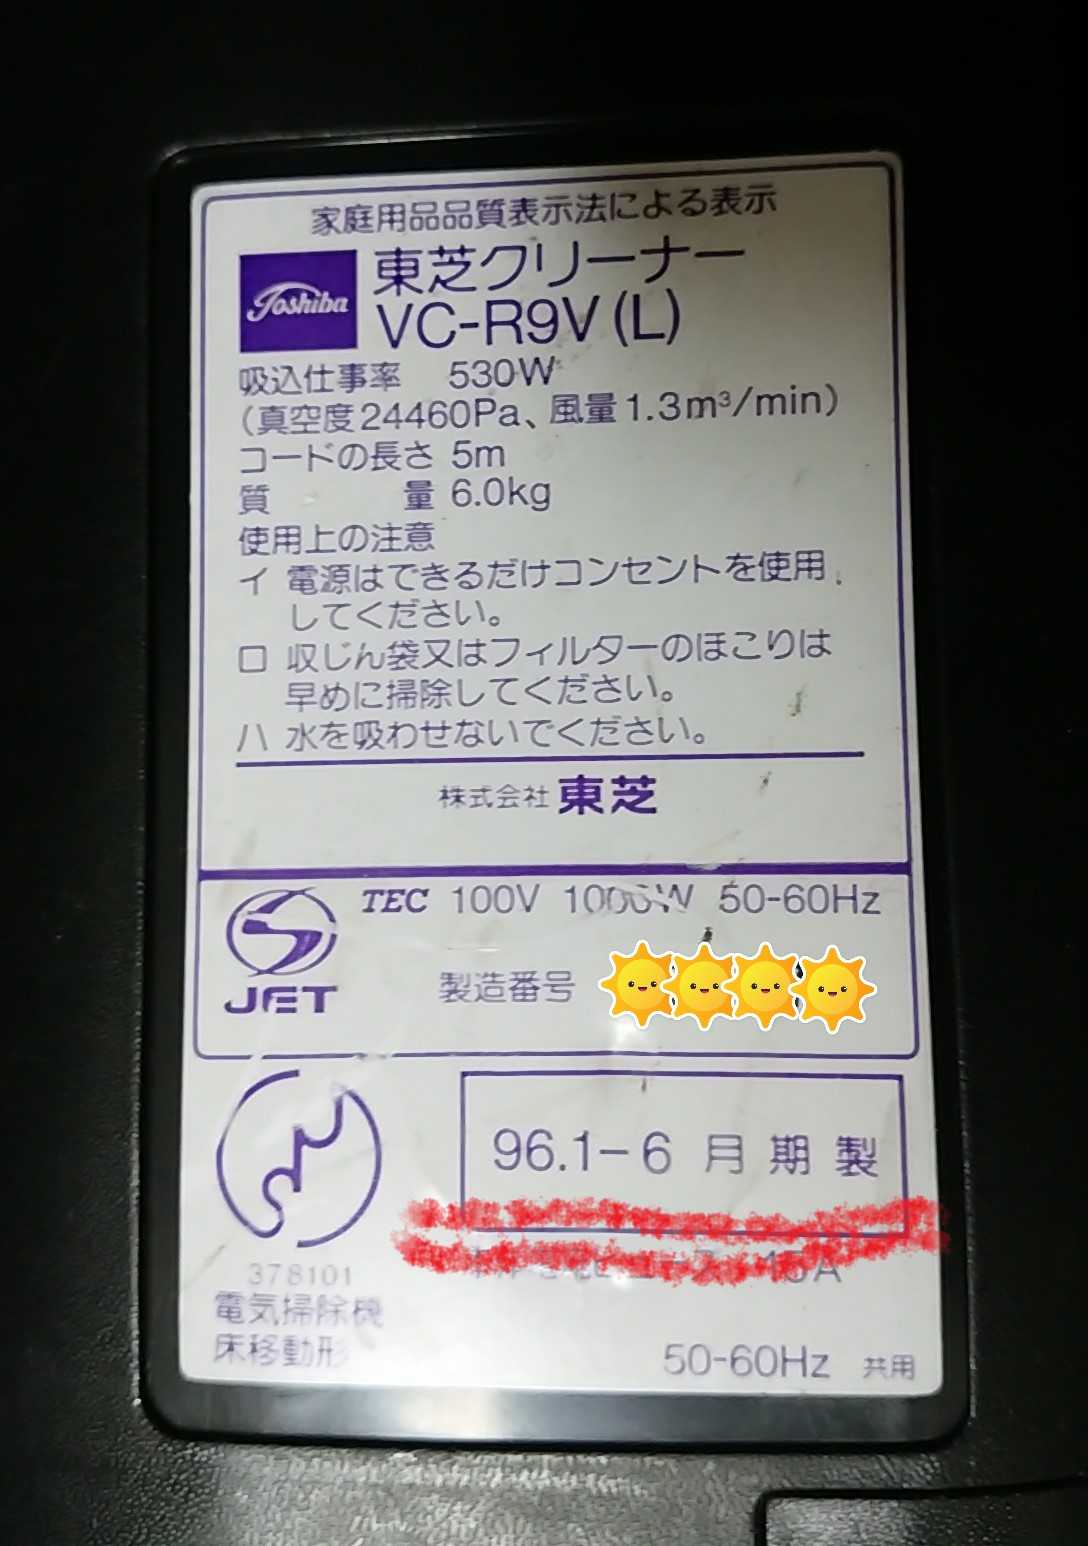 家庭用品品質表示法による表示
Toshiba
東芝クリーナー
VC-R9V(L)
吸込仕事率 530W
(真空度24460Pa、風量1.3m³/min)
コードの長さ 5m
質 量 6.0kg
使用上の注意
イ 電源はできるだけコンセントを使用
してください。
ロ 収じん袋又はフィルターのほこりは
早めに掃除してください。
ハ 水を吸わせないでください。
株式会社 東芝
JET
TEC 100V 1000W 50-60Hz
製造番号
96.1-6 月期製
15A
378101
電気掃除機
床移動形
50-60Hz 共用